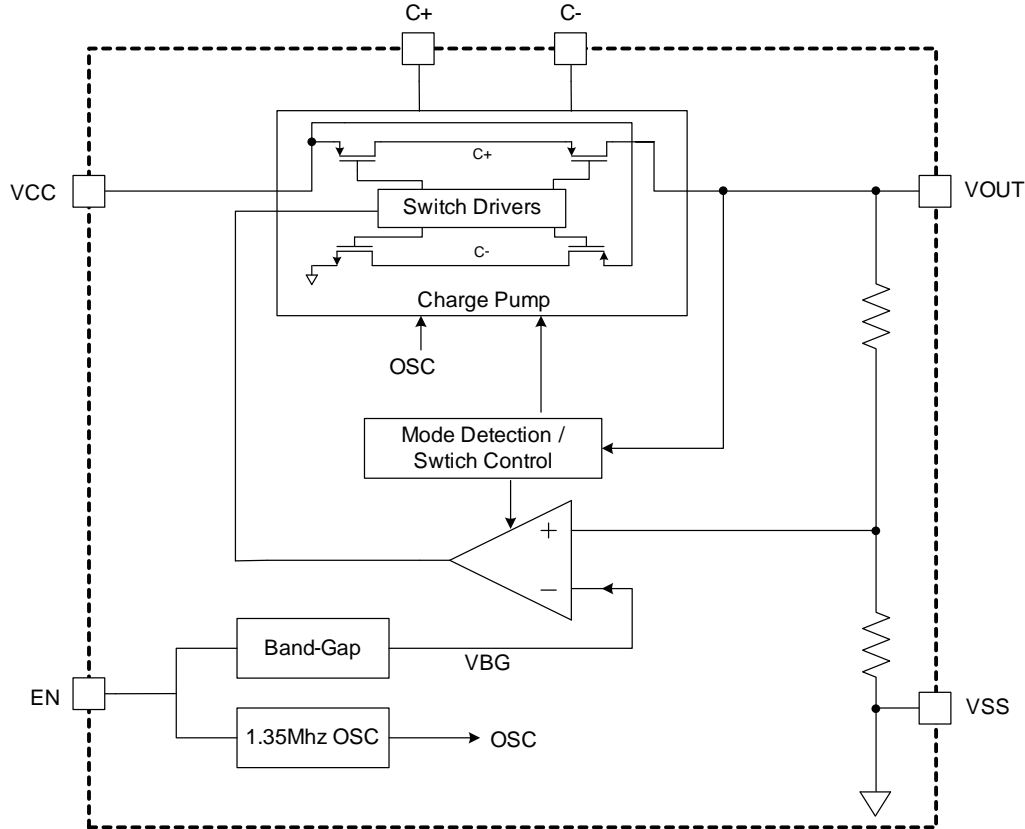 C+
C-
VCC
C+
Switch Drivers
C-
Charge Pump
VOUT
OSC
Mode Detection /
Swtich Control
+
−
Band-Gap
VBG
EN
VSS
1.35Mhz OSC
OSC